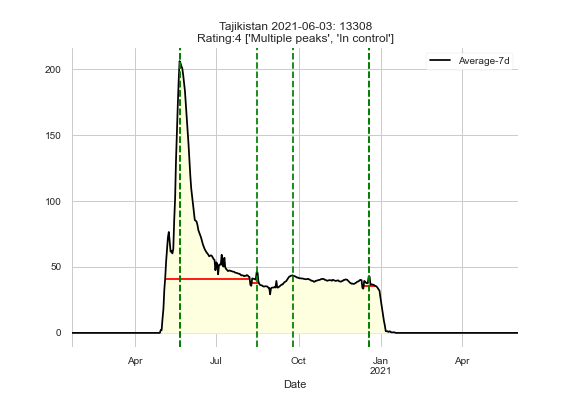 Tajikistan 2021-06-03: 13308
Rating:4 ['Multiple peaks', 'In control']
Average-7d
200
150
100
50
0
Apr
Jul
Oct
Jan
2021
Apr
Date